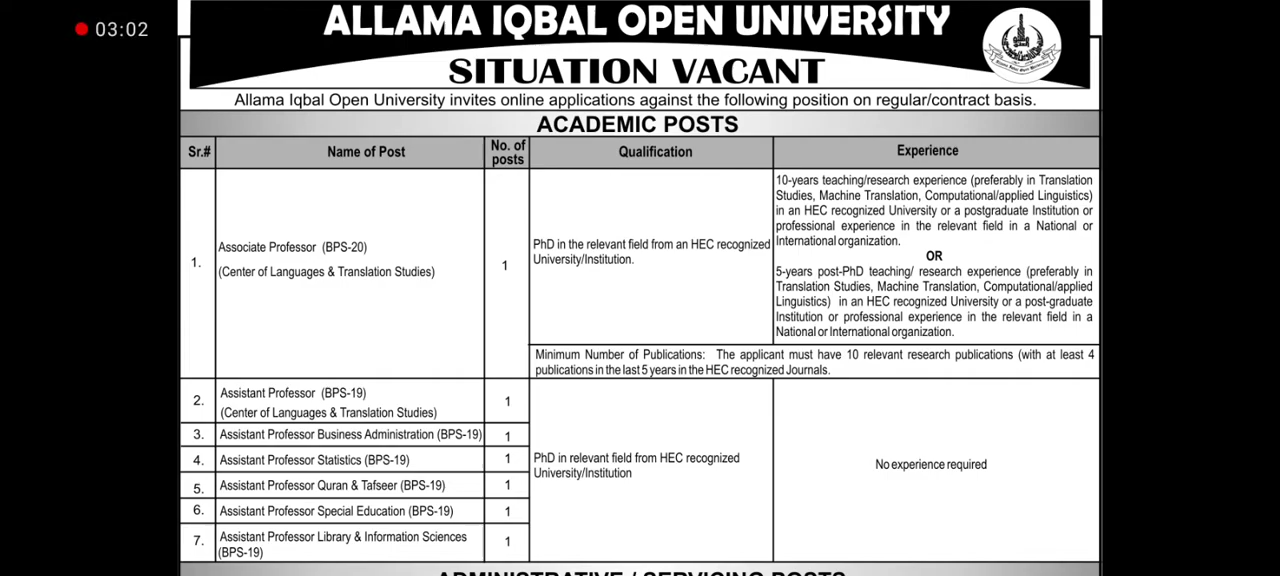 03:02
ALLAMA IQBAL OPEN UNIVERSITY
SITUATION VACANT
Allama Iqbal Open University
Allama Iqbal Open University invites online applications against the following position on regular/contract basis.
ACADEMIC POSTS
Sr.#
Name of Post
No. of
posts
Qualification
Experience
1.
Associate Professor (BPS-20)
(Center of Languages & Translation Studies)
1
PhD in the relevant field from an HEC recognized
University/Institution.
10-years teaching/research experience (preferably in Translation
Studies, Machine Translation, Computational/applied Linguistics)
in an HEC recognized University or a postgraduate Institution or
professional experience in the relevant field in a National or
International organization.
OR
5-years post-PhD teaching/ research experience (preferably in
Translation Studies, Machine Translation, Computational/applied
Linguistics) in an HEC recognized University or a post-graduate
Institution or professional experience in the relevant field in a
National or International organization.
Minimum Number of Publications: The applicant must have 10 relevant research publications (with at least 4
publications in the last 5 years in the HEC recognized Journals.
2.
Assistant Professor (BPS-19)
(Center of Languages & Translation Studies)
1
3.
Assistant Professor Business Administration (BPS-19)
1
4.
Assistant Professor Statistics (BPS-19)
1
5.
Assistant Professor Quran & Tafseer (BPS-19)
1
6.
Assistant Professor Special Education (BPS-19)
1
7.
Assistant Professor Library & Information Sciences
(BPS-19)
1
PhD in relevant field from HEC recognized
University/Institution
No experience required
ADMINISTRATIVE / SERVICING POSTS